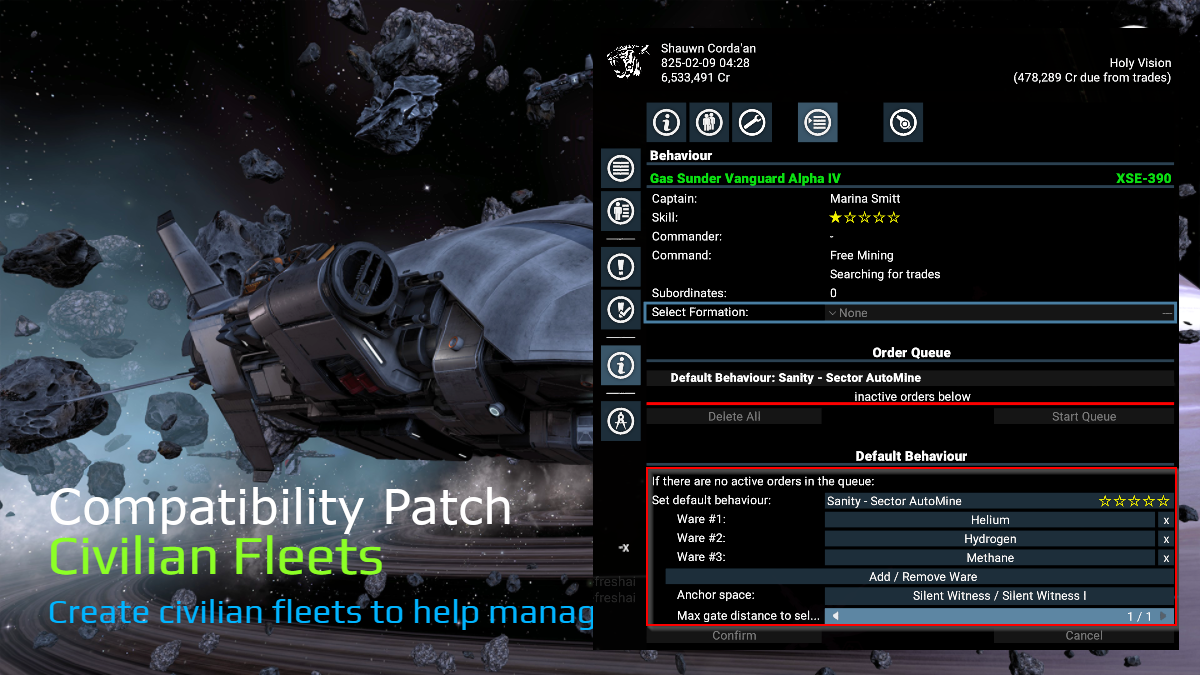 Shauwn Corda'an
825-02-09 04:28
6,533,491 Cr
Holy Vision
(478,289 Cr due from trades)
Behaviour
Gas Sunder Vanguard Alpha IV XSE-390
Captain: Marina Smitt
Skill:
Commander: -
Command: Free Mining
Searching for trades
Subordinates: 0
Select Formation: None
Order Queue
Default Behaviour: Sanity - Sector AutoMine
inactive orders below
Delete All Start Queue
Default Behaviour
If there are no active orders in the queue:
Set default behaviour: Sanity - Sector AutoMine
Ware #1: Helium x
Ware #2: Hydrogen x
Ware #3: Methane x
Add / Remove Ware
Anchor space: Silent Witness / Silent Witness I
Max gate distance to sel... 1 / 1
Confirm Cancel
-x
freshai
freshai
Compatibility Patch
Civilian Fleets
Create civilian fleets to help manag